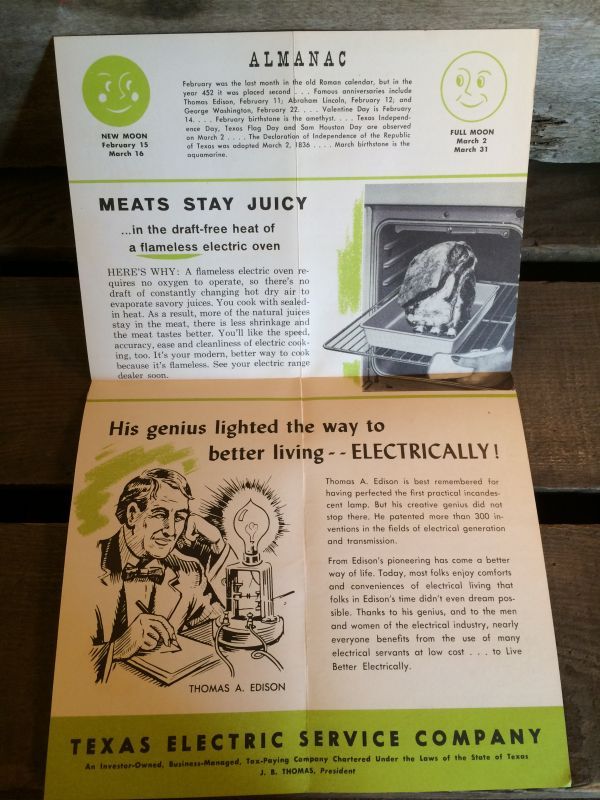 ALMANAC
February was the last month in the old Roman calendar, but in the
year 452 it was placed second . . . Famous anniversaries include
Thomas Edison, February 11; Abraham Lincoln, February 12; and
George Washington, February 22. . . . Valentine Day is February
14. . . . February birthstone is the amethyst. . . . Texas Independ-
ence Day, Texas Flag Day and Sam Houston Day are observed
on March 2 . . . . The Declaration of Independence of the Republic
of Texas was adopted March 2, 1836 . . . . March birthstone is the
aquamarine.
NEW MOON
February 15
March 16
FULL MOON
March 2
March 31
MEATS STAY JUICY
...in the draft-free heat of
a flameless electric oven
HERE'S WHY: A flameless electric oven re-
quires no oxygen to operate, so there's no
draft of constantly changing hot dry air to
evaporate savory juices. You cook with sealed-
in heat. As a result, more of the natural juices
stay in the meat, there is less shrinkage and
the meat tastes better. You'll like the speed,
accuracy, ease and cleanliness of electric cook-
ing, too. It's your modern, better way to cook
because it's flameless. See your electric range
dealer soon.
His genius lighted the way to
better living -- ELECTRICALLY!
Thomas A. Edison is best remembered for
having perfected the first practical incandes-
cent lamp. But his creative genius did not
stop there. He patented more than 300 in-
ventions in the fields of electrical generation
and transmission.
From Edison's pioneering has come a better
way of life. Today, most folks enjoy comforts
and conveniences of electrical living that
folks in Edison's time didn't even dream pos-
sible. Thanks to his genius, and to the men
and women of the electrical industry, nearly
everyone benefits from the use of many
electrical servants at low cost . . . to Live
Better Electrically.
THOMAS A. EDISON
TEXAS ELECTRIC SERVICE COMPANY
An Investor-Owned, Business-Managed, Tax-Paying Company Chartered Under the Laws of the State of Texas
J. B. THOMAS, President